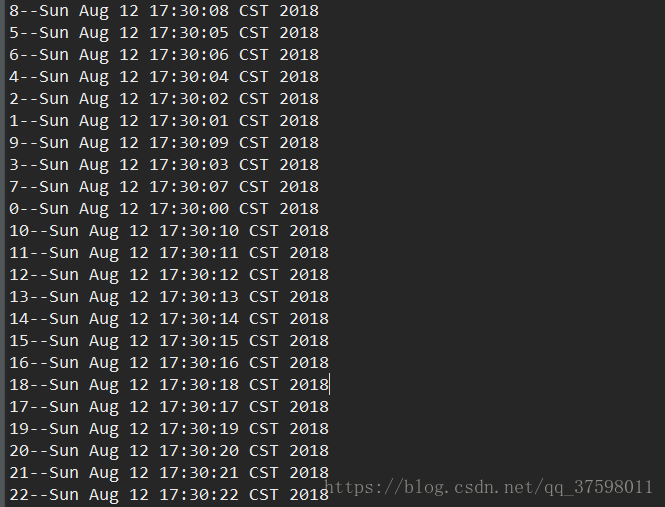 8--Sun Aug 12 17:30:08 CST 2018
5--Sun Aug 12 17:30:05 CST 2018
6--Sun Aug 12 17:30:06 CST 2018
4--Sun Aug 12 17:30:04 CST 2018
2--Sun Aug 12 17:30:02 CST 2018
1--Sun Aug 12 17:30:01 CST 2018
9--Sun Aug 12 17:30:09 CST 2018
3--Sun Aug 12 17:30:03 CST 2018
7--Sun Aug 12 17:30:07 CST 2018
0--Sun Aug 12 17:30:00 CST 2018
10--Sun Aug 12 17:30:10 CST 2018
11--Sun Aug 12 17:30:11 CST 2018
12--Sun Aug 12 17:30:12 CST 2018
13--Sun Aug 12 17:30:13 CST 2018
14--Sun Aug 12 17:30:14 CST 2018
15--Sun Aug 12 17:30:15 CST 2018
16--Sun Aug 12 17:30:16 CST 2018
18--Sun Aug 12 17:30:18 CST 2018
17--Sun Aug 12 17:30:17 CST 2018
19--Sun Aug 12 17:30:19 CST 2018
20--Sun Aug 12 17:30:20 CST 2018
21--Sun Aug 12 17:30:21 CST 2018
22--Sun Aug 12 17:30:22 CST 2018
https://blog.csdn.net/qq_37598011